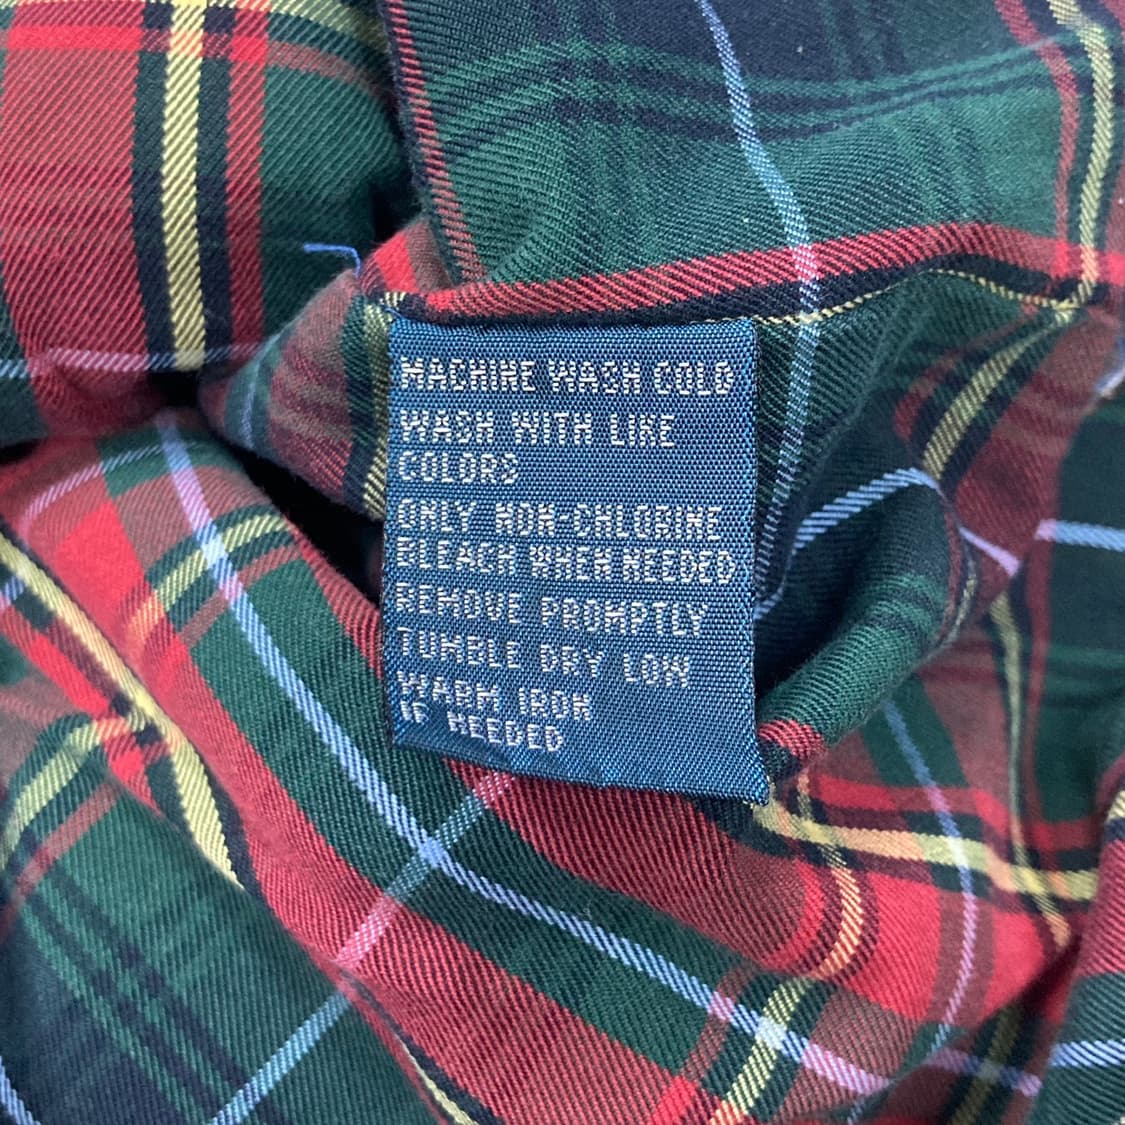 MACHINE WASH COLD
WASH WITH LIKE
COLORS
ONLY NON-CHLORINE
BLEACH WHEN NEEDED
REMOVE PROMPTLY
TUMBLE DRY LOW
WARM IRON
IF NEEDED